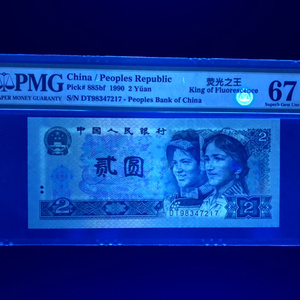 PMG
PAPER MONEY GUARANTY
China / Peoples Republic
Pick# 885bf 1990 2 Yüan
S/N DT98347217 - Peoples Bank of China
荧光之王
King of Fluorescence
67
Superb Gem Unc
中国人民银行
贰圆
2
2
DT98347217